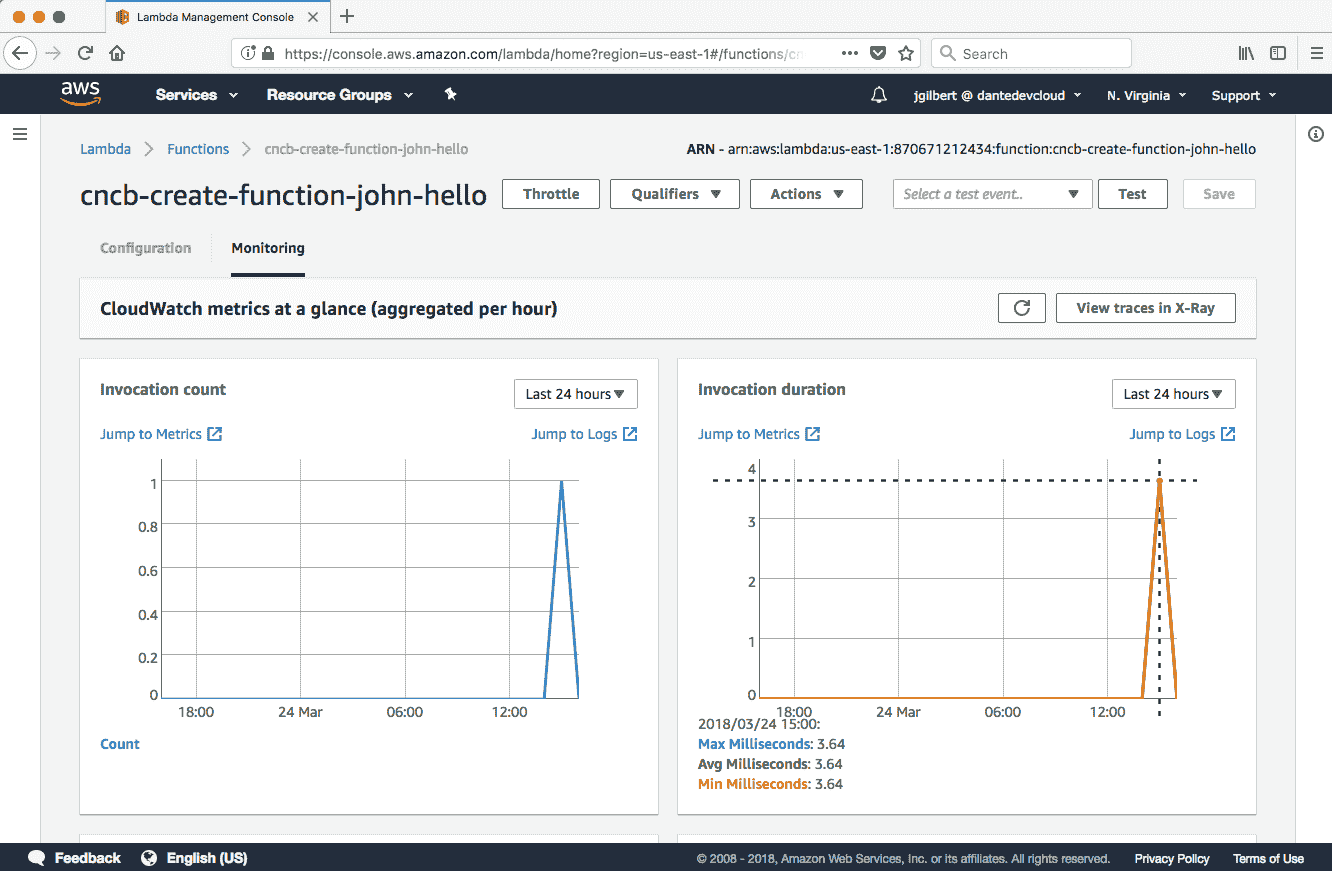 Lambda Management Console
https://console.aws.amazon.com/lambda/home?region=us-east-1#/functions/cn
Search
aws
Services
Resource Groups
jgilbert @ dantedevcloud
N. Virginia
Support
Lambda
Functions
cncb-create-function-john-hello
ARN - arn:aws:lambda:us-east-1:870671212434:function:cncb-create-function-john-hello
cncb-create-function-john-hello
Throttle
Qualifiers
Actions
Select a test event..
Test
Save
Configuration
Monitoring
CloudWatch metrics at a glance (aggregated per hour)
View traces in X-Ray
Invocation count
Last 24 hours
Jump to Metrics
Jump to Logs
1
0.8
0.6
0.4
0.2
0
18:00
24 Mar
06:00
12:00
Count
Invocation duration
Last 24 hours
Jump to Metrics
Jump to Logs
4
3
2
1
0
18:00
24 Mar
06:00
12:00
2018/03/24 15:00:
Max Milliseconds: 3.64
Avg Milliseconds: 3.64
Min Milliseconds: 3.64
Feedback
English (US)
© 2008 - 2018, Amazon Web Services, Inc. or its affiliates. All rights reserved.
Privacy Policy
Terms of Use